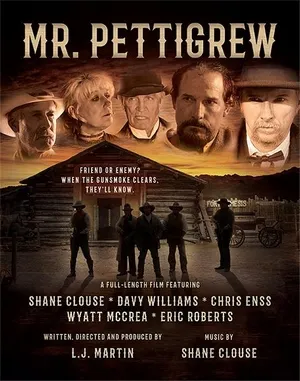 MR. PETTIGREW
FRIEND OR ENEMY?
WHEN THE GUNSMOKE CLEARS,
THEY'LL KNOW.
A FULL-LENGTH FILM FEATURING
SHANE CLOUSE * DAVY WILLIAMS * CHRIS ENSS
WYATT MCCREA * ERIC ROBERTS
WRITTEN, DIRECTED AND PRODUCED BY
L.J. MARTIN
MUSIC BY
SHANE CLOUSE